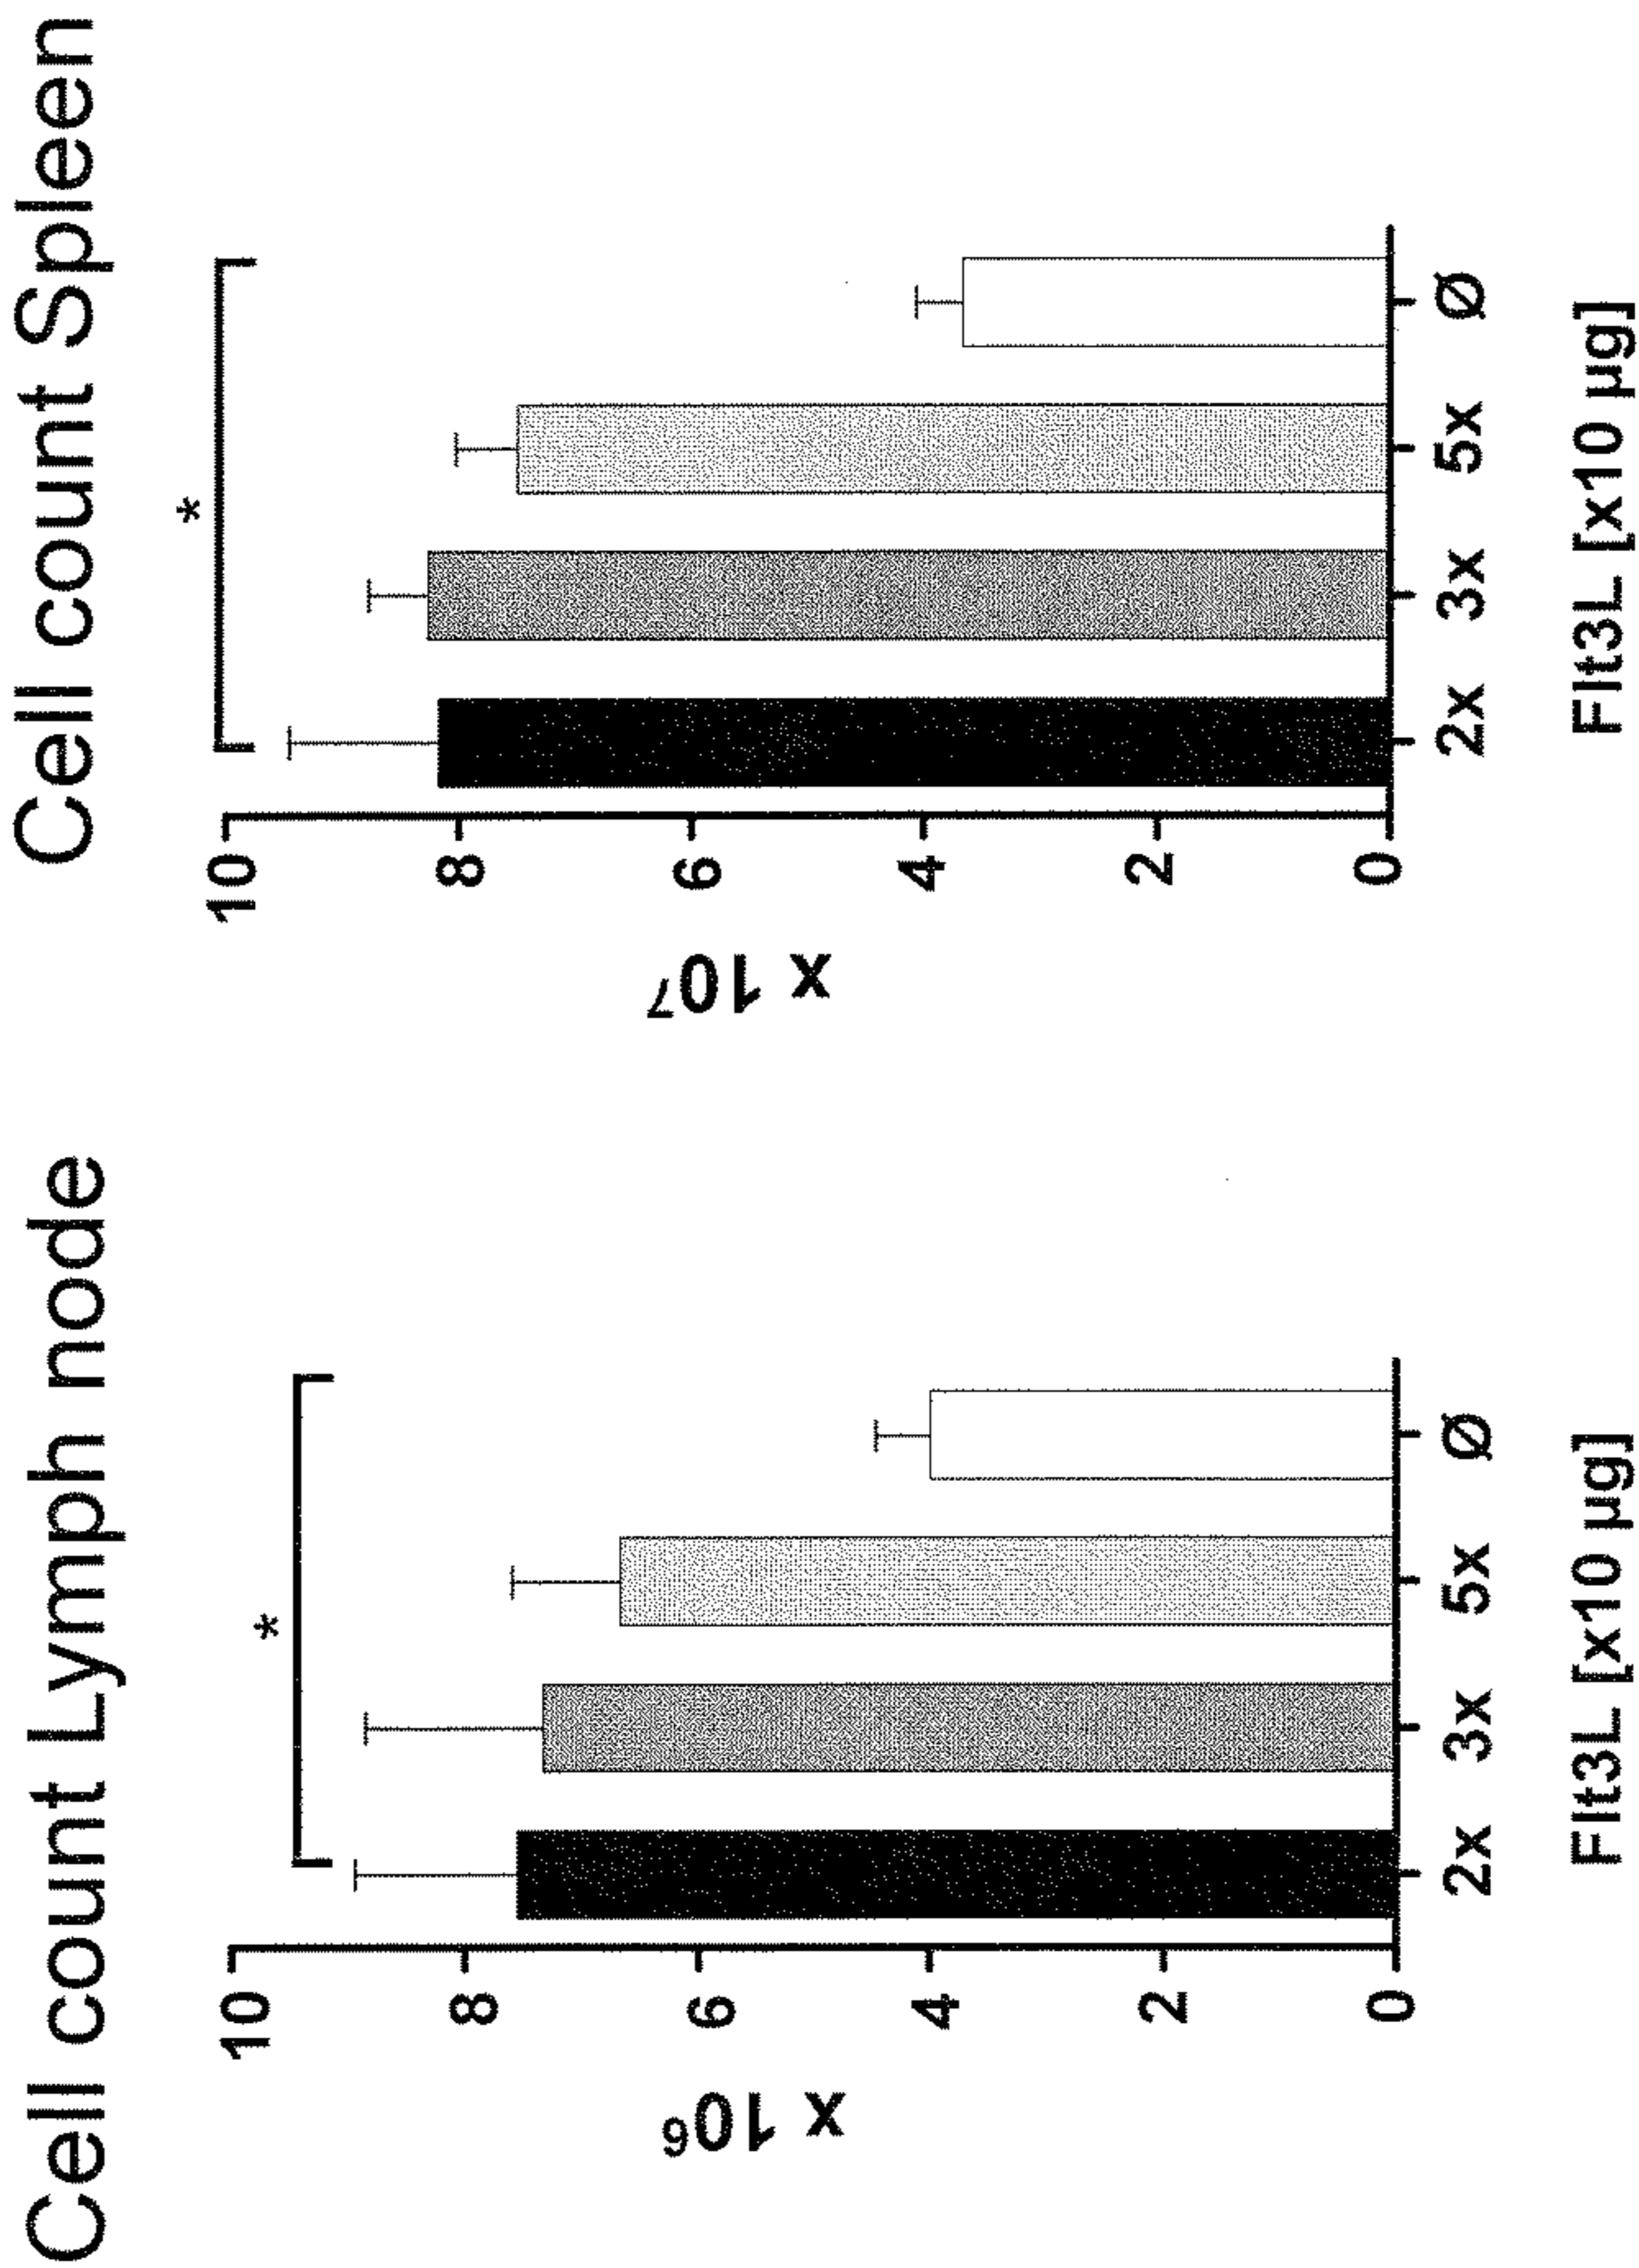 Cell count Lymph node
*
x 10⁶
10
8
6
4
2
0
2x 3x 5x Ø
Flt3L [x10 µg]
Cell count Spleen
*
x 10⁷
10
8
6
4
2
0
2x 3x 5x Ø
Flt3L [x10 µg]